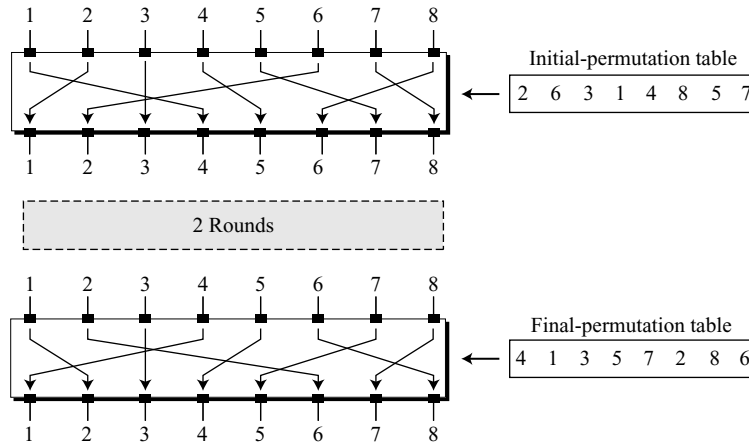 1 2 3 4 5 6 7 8
Initial-permutation table
2 6 3 1 4 8 5 7
1 2 3 4 5 6 7 8
2 Rounds
1 2 3 4 5 6 7 8
Final-permutation table
4 1 3 5 7 2 8 6
1 2 3 4 5 6 7 8